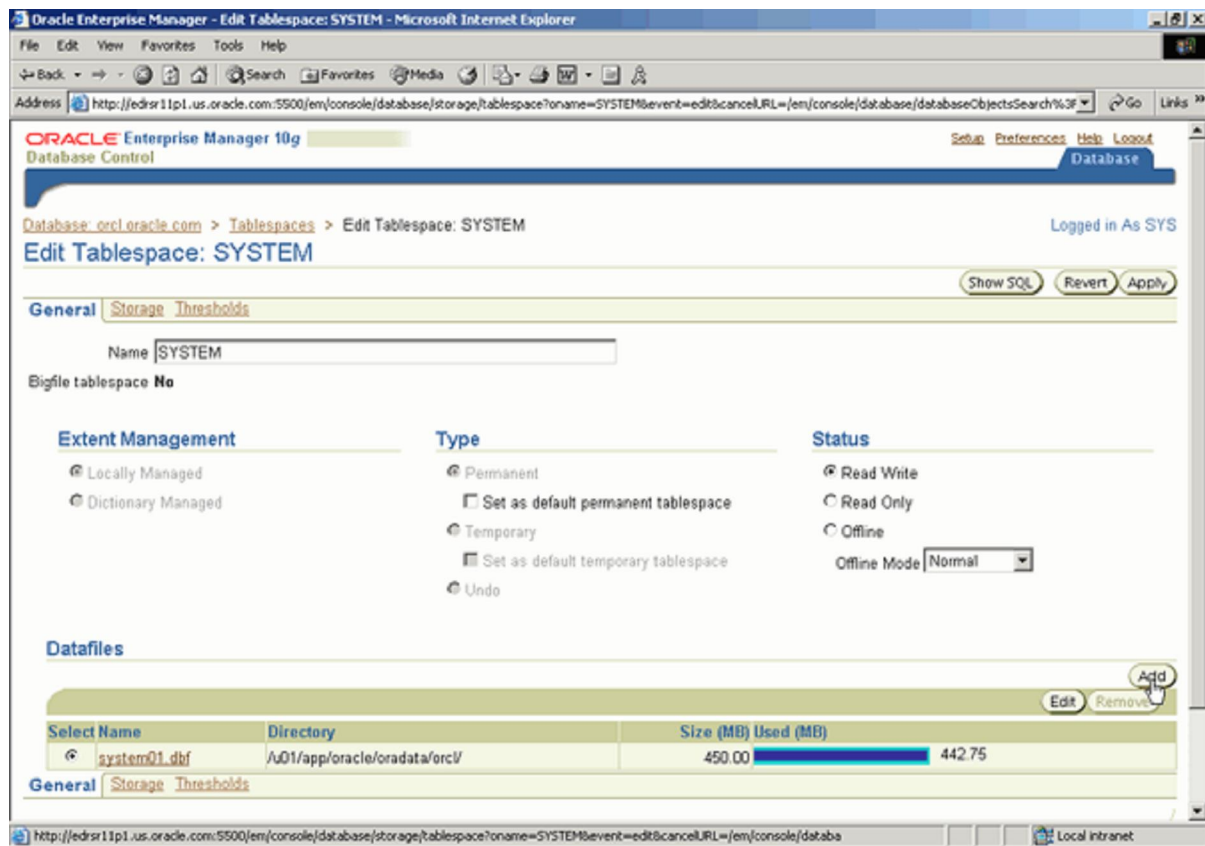 Oracle Enterprise Manager - Edit Tablespace: SYSTEM - Microsoft Internet Explorer
File Edit View Favorites Tools Help
Back Search Favorites Media
Address http://edrsr11p1.us.oracle.com:5500/em/console/database/storage/tablespace?oname=SYSTEM&event=edit&cancelURL=/em/console/database/databaseObjectsSearch%3F Go Links »
ORACLE Enterprise Manager 10g
Setup Preferences Help Logout
Database Control
Database
Database: orcl.oracle.com > Tablespaces > Edit Tablespace: SYSTEM
Logged in As SYS
Edit Tablespace: SYSTEM
Show SQL Revert Apply
General Storage Thresholds
Name SYSTEM
Bigfile tablespace No
Extent Management Type Status
Locally Managed Permanent Read Write
Dictionary Managed Set as default permanent tablespace Read Only
Temporary Offline
Set as default temporary tablespace Offline Mode Normal
Undo
Datafiles
Add
Edit Remove
Select Name Directory Size (MB) Used (MB)
system01.dbf /u01/app/oracle/oradata/orcl/ 450.00 442.75
General Storage Thresholds
http://edrsr11p1.us.oracle.com:5500/em/console/database/storage/tablespace?oname=SYSTEM&event=edit&cancelURL=/em/console/databa Local intranet